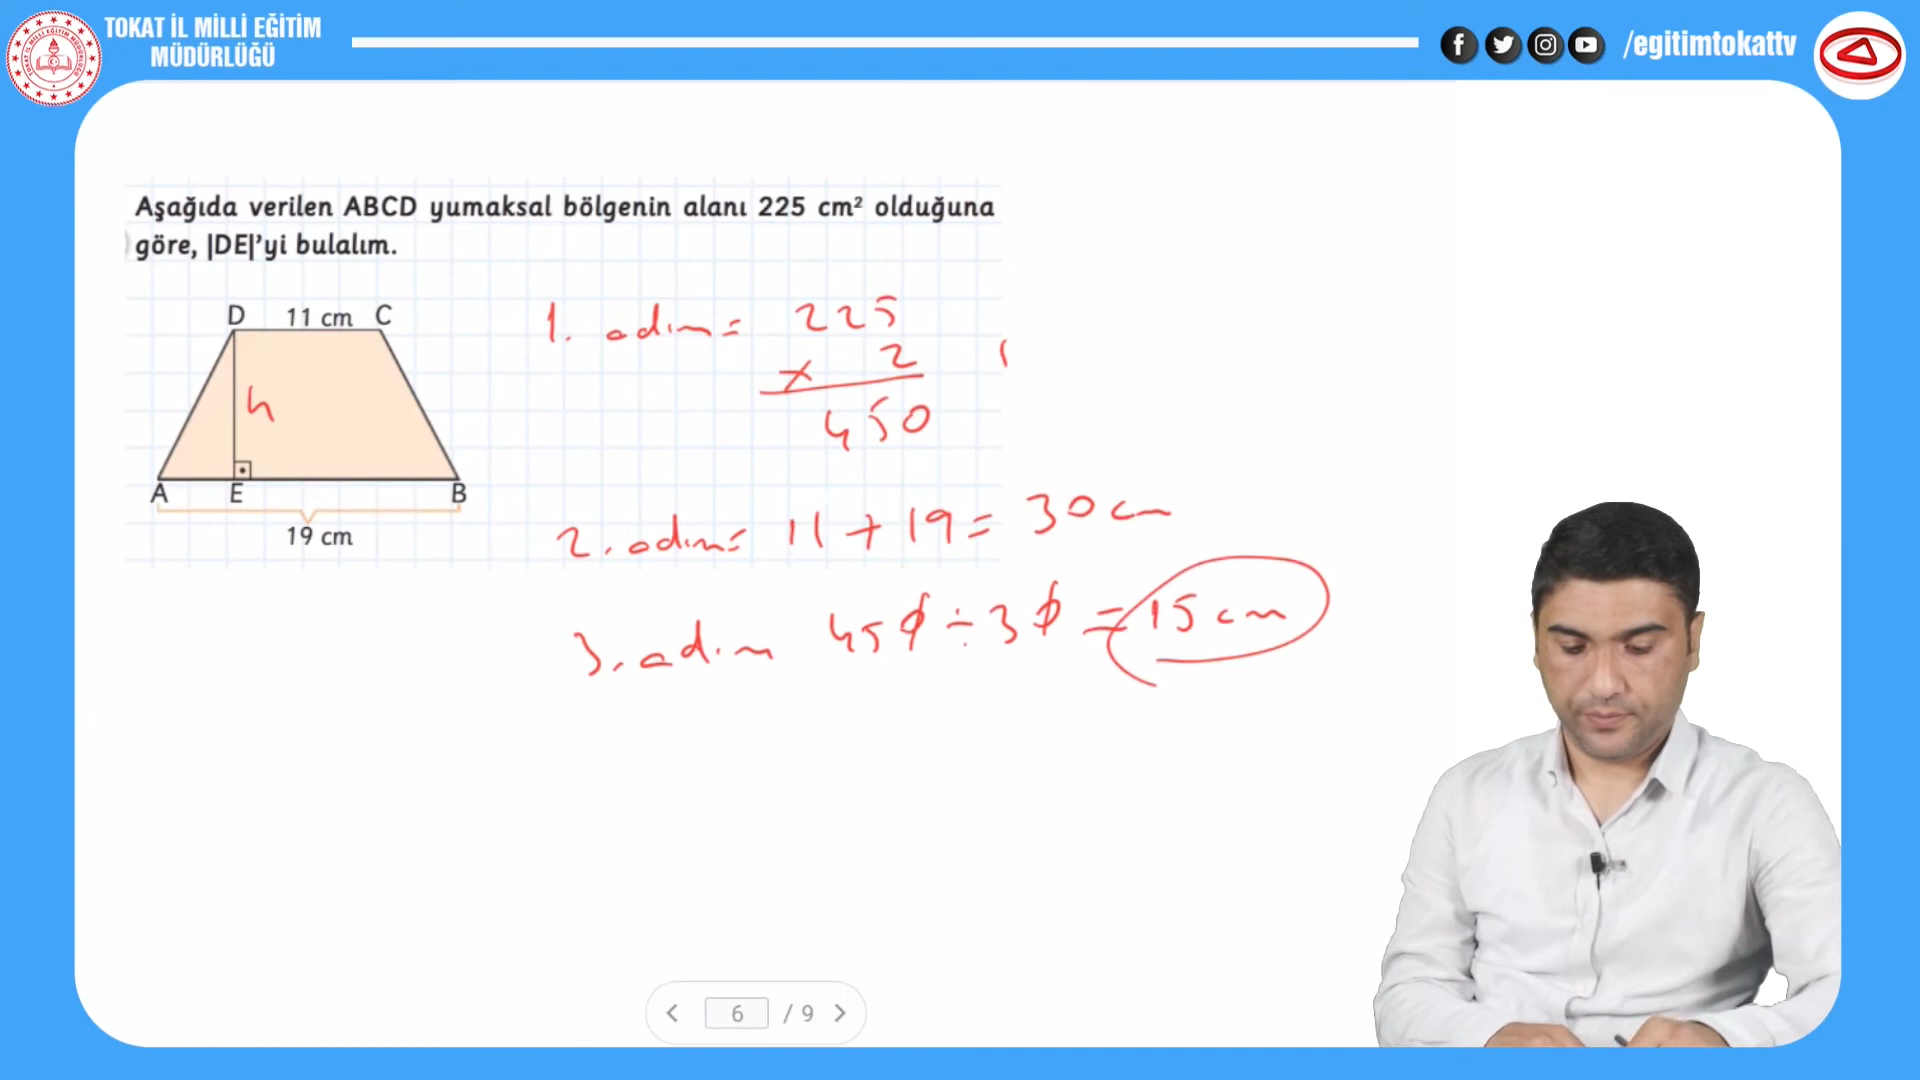 TOKAT İL MİLLİ EĞİTİM
MÜDÜRLÜĞÜ
/egitimtokattv
Aşağıda verilen ABCD yumaksal bölgenin alanı 225 cm² olduğuna
göre, |DE|'yi bulalım.
D 11 cm C
h
A E B
19 cm
1. adım = 225
x 2
450
2. adım = 11 + 19 = 30 cm
3. adım 450 ÷ 30 = 15 cm
6 / 9